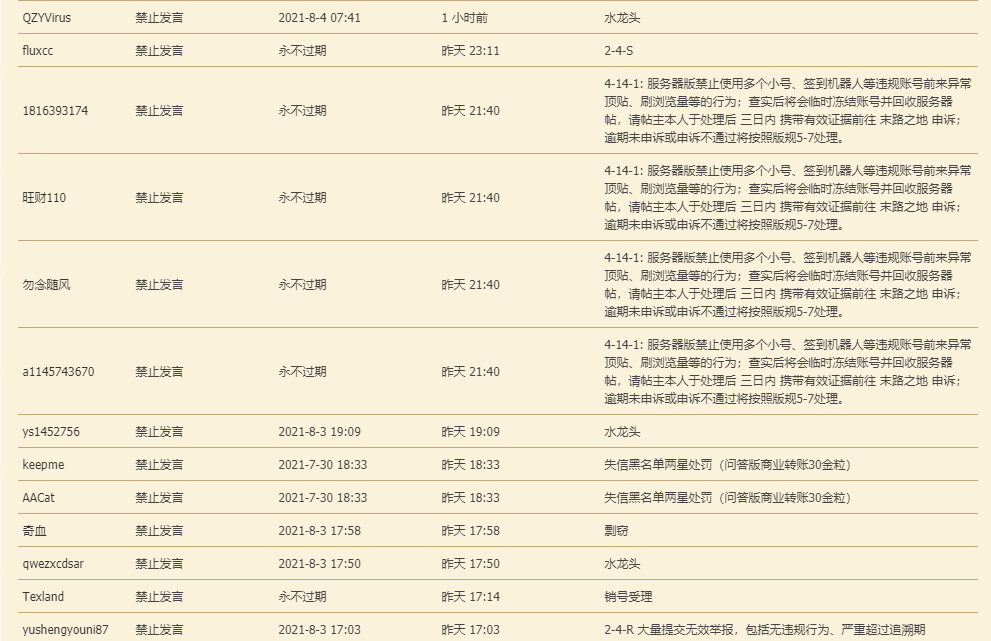 QZYVirus 禁止发言 2021-8-4 07:41 1 小时前 水龙头
fluxcc 禁止发言 永不过期 昨天 23:11 2-4-S
1816393174 禁止发言 永不过期 昨天 21:40 4-14-1: 服务器版禁止使用多个小号、签到机器人等违规账号前来异常
顶贴、刷浏览量等的行为；查实后将会临时冻结账号并回收服务器
帖，请帖主本人于处理后 三日内 携带有效证据前往 末路之地 申诉；
逾期未申诉或申诉不通过将按照版规5-7处理。
旺财110 禁止发言 永不过期 昨天 21:40 4-14-1: 服务器版禁止使用多个小号、签到机器人等违规账号前来异常
顶贴、刷浏览量等的行为；查实后将会临时冻结账号并回收服务器
帖，请帖主本人于处理后 三日内 携带有效证据前往 末路之地 申诉；
逾期未申诉或申诉不通过将按照版规5-7处理。
勿念随风 禁止发言 永不过期 昨天 21:40 4-14-1: 服务器版禁止使用多个小号、签到机器人等违规账号前来异常
顶贴、刷浏览量等的行为；查实后将会临时冻结账号并回收服务器
帖，请帖主本人于处理后 三日内 携带有效证据前往 末路之地 申诉；
逾期未申诉或申诉不通过将按照版规5-7处理。
a1145743670 禁止发言 永不过期 昨天 21:40 4-14-1: 服务器版禁止使用多个小号、签到机器人等违规账号前来异常
顶贴、刷浏览量等的行为；查实后将会临时冻结账号并回收服务器
帖，请帖主本人于处理后 三日内 携带有效证据前往 末路之地 申诉；
逾期未申诉或申诉不通过将按照版规5-7处理。
ys1452756 禁止发言 2021-8-3 19:09 昨天 19:09 水龙头
keepme 禁止发言 2021-7-30 18:33 昨天 18:33 失信黑名单两星处罚（问答版商业转账30金粒）
AACat 禁止发言 2021-7-30 18:33 昨天 18:33 失信黑名单两星处罚（问答版商业转账30金粒）
奇血 禁止发言 2021-8-3 17:58 昨天 17:58 剽窃
qwezxcdsar 禁止发言 2021-8-3 17:50 昨天 17:50 水龙头
Texland 禁止发言 永不过期 昨天 17:14 销号受理
yushengyouni87 禁止发言 2021-8-3 17:03 昨天 17:03 2-4-R 大量提交无效举报，包括无违规行为、严重超过追溯期